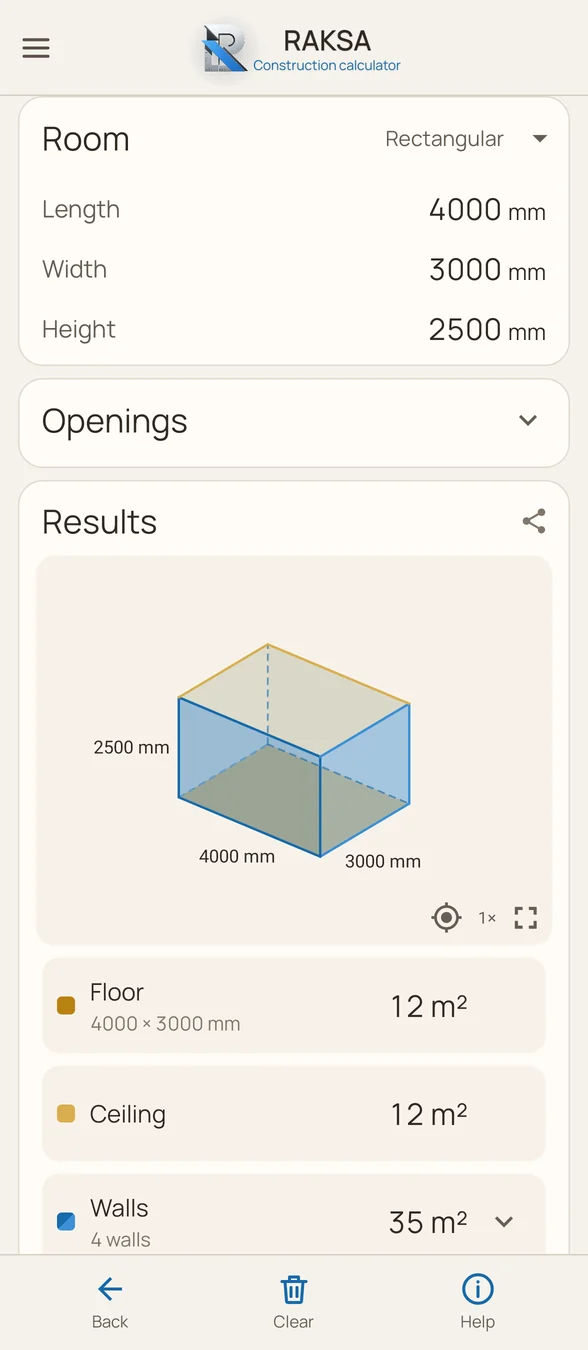 RAKSA
Construction calculator
Room
Rectangular
Length
4000 mm
Width
3000 mm
Height
2500 mm
Openings
Results
2500 mm
4000 mm
3000 mm
1×
Floor
4000 × 3000 mm
12 m²
Ceiling
12 m²
Walls
4 walls
35 m²
Back
Clear
Help